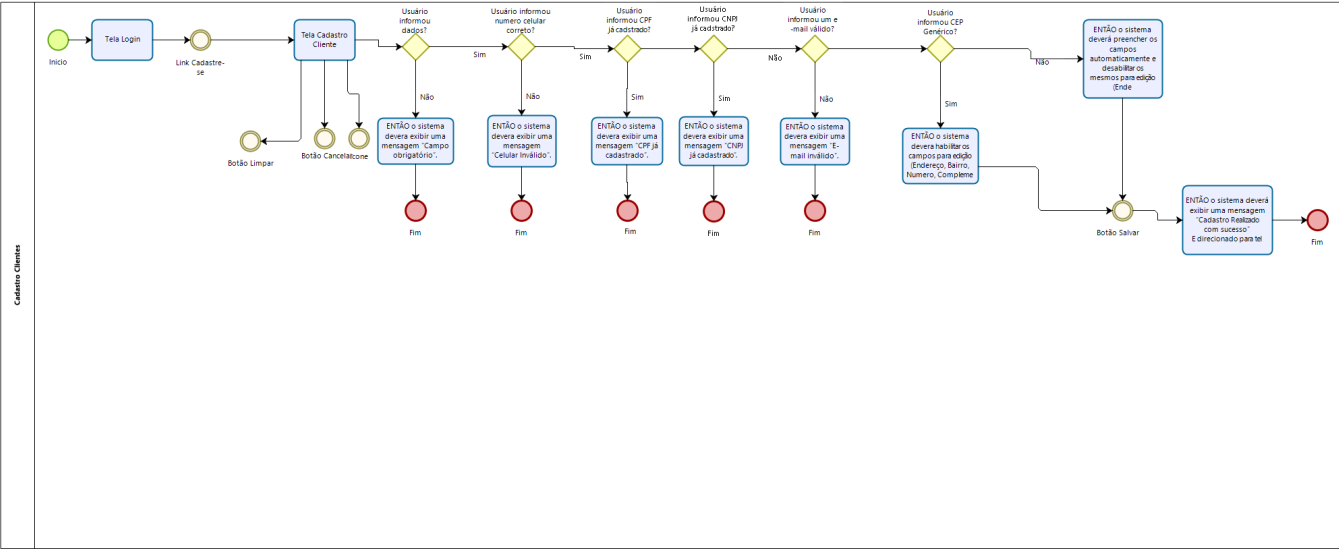 Cadastro Clientes
Inicio
Tela Login
Link Cadastre-
se
Tela Cadastro
Cliente
Botão Limpar
Botão Cancelar
Icone
Usuário
informou
dados?
Sim
Não
ENTÃO o sistema
devera exibir uma
mensagem "Campo
obrigatório".
Fim
Usuário informou
numero celular
correto?
Sim
Não
ENTÃO o sistema
devera exibir uma
mensagem
"Celular Inválido".
Fim
Usuário
informou CPF
já cadstrado?
Sim
ENTÃO o sistema
devera exibir uma
mensagem "CPF já
cadastrado".
Fim
Usuário
informou CNPJ
já cadstrado?
Não
Sim
ENTÃO o sistema
devera exibir uma
mensagem "CNPJ
já cadastrado".
Fim
Usuário
informou um e
-mail válido?
Não
ENTÃO o sistema
devera exibir uma
mensagem "E-
mail inválido".
Fim
Usuário
informou CEP
Genérico?
Não
Sim
ENTÃO o sistema
devera habilitar os
campos para edição
(Endereço, Bairro,
Numero, Compleme
ENTÃO o sistema
deverá preencher os
campos
automaticamente e
desabilitar os
mesmos para edição
(Ende
Botão Salvar
ENTÃO o sistema deverá
exibir uma mensagem
"Cadastro Realizado
com sucesso"
E direcionado para tel
Fim